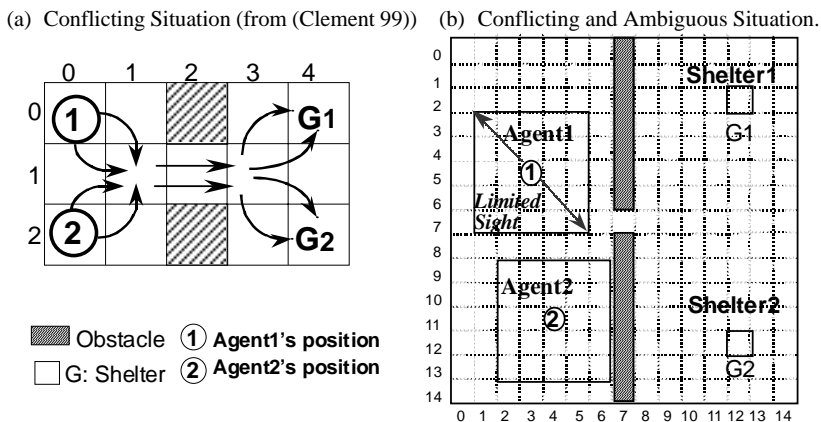 (a) Conflicting Situation (from (Clement 99))
0 1 2 3 4
0
1
2
1
2
G1
G2
Obstacle
1 Agent1's position
G: Shelter
2 Agent2's position
(b) Conflicting and Ambiguous Situation.
0
1
2
3
4
5
6
7
8
9
10
11
12
13
14
Shelter1
G1
Agent1
1
Limited
Sight
Agent2
2
Shelter2
G2
0 1 2 3 4 5 6 7 8 9 10 11 12 13 14